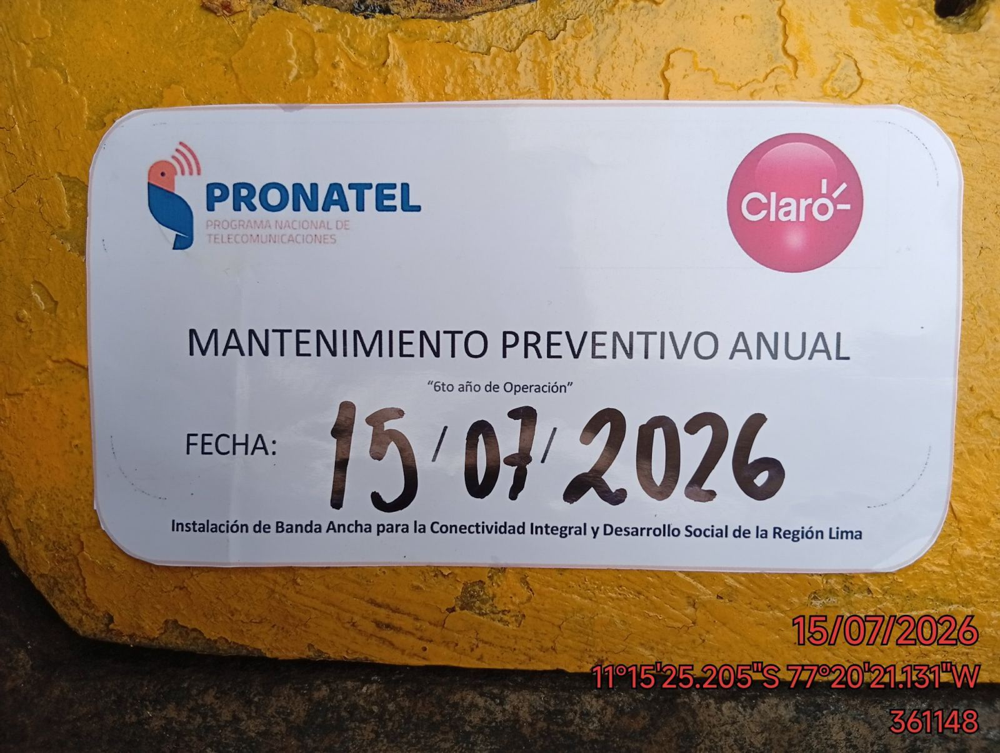 PRONATEL
PROGRAMA NACIONAL DE
TELECOMUNICACIONES
Claro
MANTENIMIENTO PREVENTIVO ANUAL
“6to año de Operación”
FECHA: 15/07/2026
Instalación de Banda Ancha para la Conectividad Integral y Desarrollo Social de la Región Lima
15/07/2026
11°15'25.205"S 77°20'21.131"W
361148